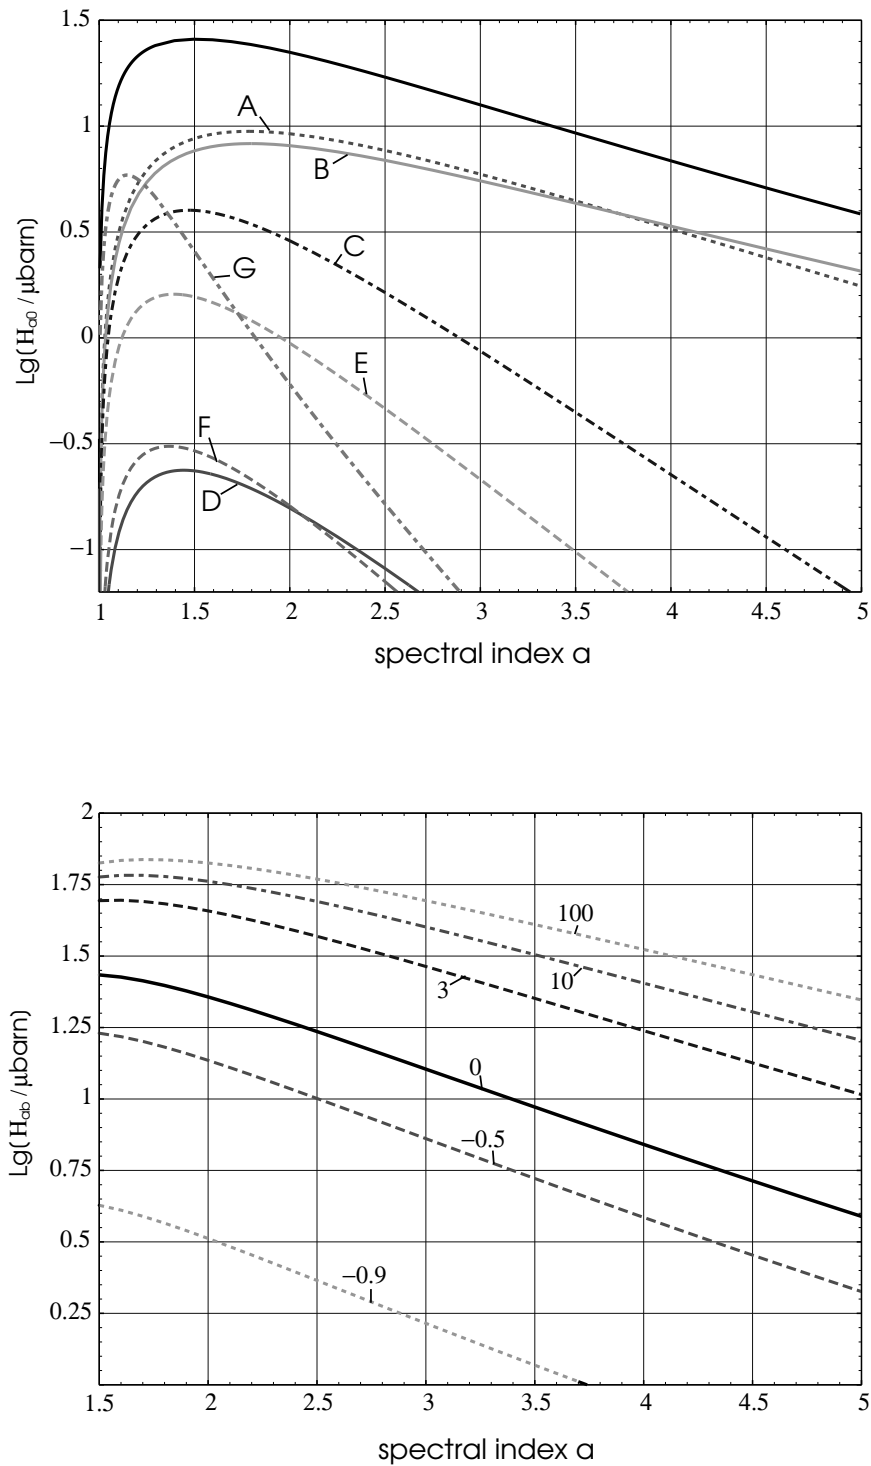 1.5
A
1
B
G
C
0.5
Lg(H_a0 / μbarn)
0
E
F
−0.5
D
−1
1 1.5 2 2.5 3 3.5 4 4.5 5
spectral index a
2
1.75
100
10
3
1.5
1.25
0
Lg(H_ab / μbarn)
1
−0.5
0.75
0.5
−0.9
0.25
1.5 2 2.5 3 3.5 4 4.5 5
spectral index a